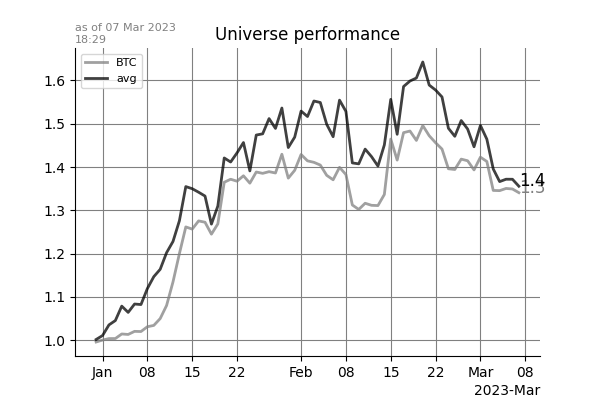 as of 07 Mar 2023
18:29
Universe performance
BTC
avg
1.6
1.5
1.4
1.3
1.2
1.1
1.0
1.4
1.3
Jan 08 15 22 Feb 08 15 22 Mar 08
2023-Mar